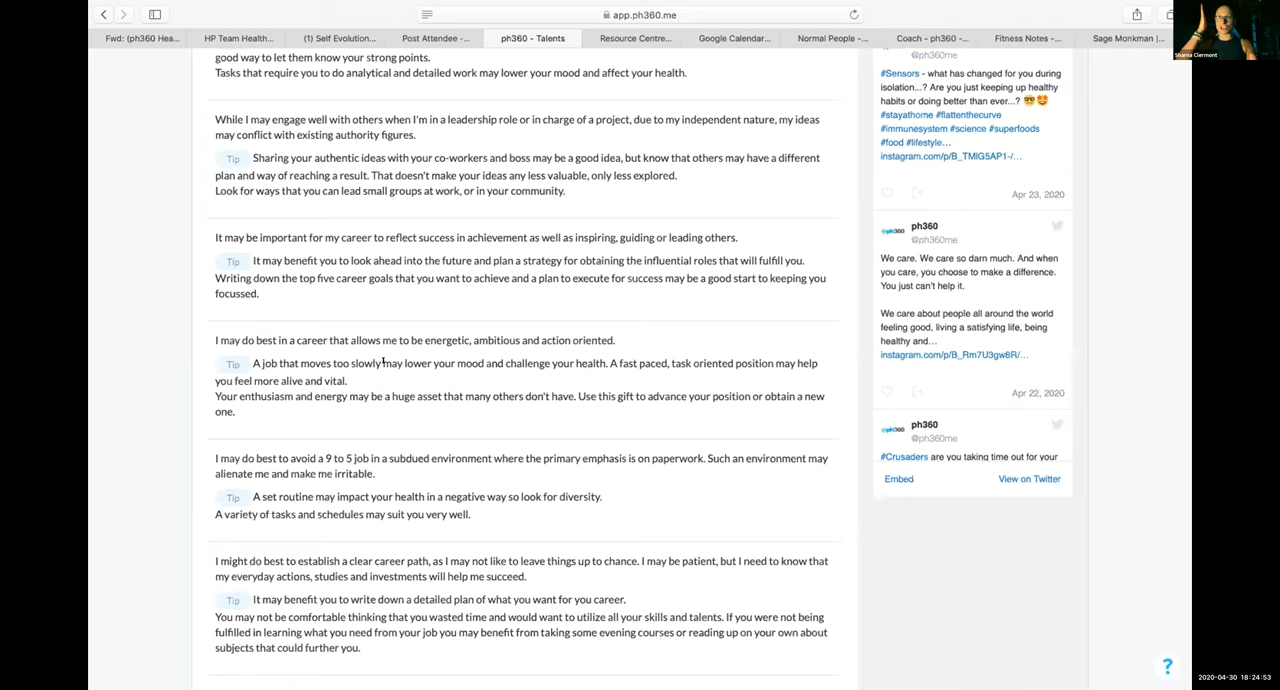 app.ph360.me
Fwd: (ph360 Hea...
HP Team Health...
(1) Self Evolution...
Post Attendee -...
ph360 - Talents
Resource Centre...
Google Calendar...
Normal People -...
Coach - ph360 -...
Fitness Notes -...
Sage Monkman |...
Sharna Clermont
good way to let them know your strong points.
Tasks that require you to do analytical and detailed work may lower your mood and affect your health.
While I may engage well with others when I'm in a leadership role or in charge of a project, due to my independent nature, my ideas
may conflict with existing authority figures.
Tip Sharing your authentic ideas with your co-workers and boss may be a good idea, but know that others may have a different
plan and way of reaching a result. That doesn't make your ideas any less valuable, only less explored.
Look for ways that you can lead small groups at work, or in your community.
It may be important for my career to reflect success in achievement as well as inspiring, guiding or leading others.
Tip It may benefit you to look ahead into the future and plan a strategy for obtaining the influential roles that will fulfill you.
Writing down the top five career goals that you want to achieve and a plan to execute for success may be a good start to keeping you
focussed.
I may do best in a career that allows me to be energetic, ambitious and action oriented.
Tip A job that moves too slowly may lower your mood and challenge your health. A fast paced, task oriented position may help
you feel more alive and vital.
Your enthusiasm and energy may be a huge asset that many others don't have. Use this gift to advance your position or obtain a new
one.
I may do best to avoid a 9 to 5 job in a subdued environment where the primary emphasis is on paperwork. Such an environment may
alienate me and make me irritable.
Tip A set routine may impact your health in a negative way so look for diversity.
A variety of tasks and schedules may suit you very well.
I might do best to establish a clear career path, as I may not like to leave things up to chance. I may be patient, but I need to know that
my everyday actions, studies and investments will help me succeed.
Tip It may benefit you to write down a detailed plan of what you want for you career.
You may not be comfortable thinking that you wasted time and would want to utilize all your skills and talents. If you were not being
fulfilled in learning what you need from your job you may benefit from taking some evening courses or reading up on your own about
subjects that could further you.
@ph360me
#Sensors - what has changed for you during
isolation...? Are you just keeping up healthy
habits or doing better than ever...? 🤓🤩
#stayathome #flattenthecurve
#immunesystem #science #superfoods
#food #lifestyle...
instagram.com/p/B_TMIG5AP1-/...
Apr 23, 2020
ph360
ph360
@ph360me
We care. We care so darn much. And when
you care, you choose to make a difference.
You just can't help it.
We care about people all around the world
feeling good, living a satisfying life, being
healthy and...
instagram.com/p/B_Rm7U3gw8R/...
Apr 22, 2020
ph360
ph360
@ph360me
#Crusaders are you taking time out for your
Embed
View on Twitter
?
2020-04-30 18:24:53